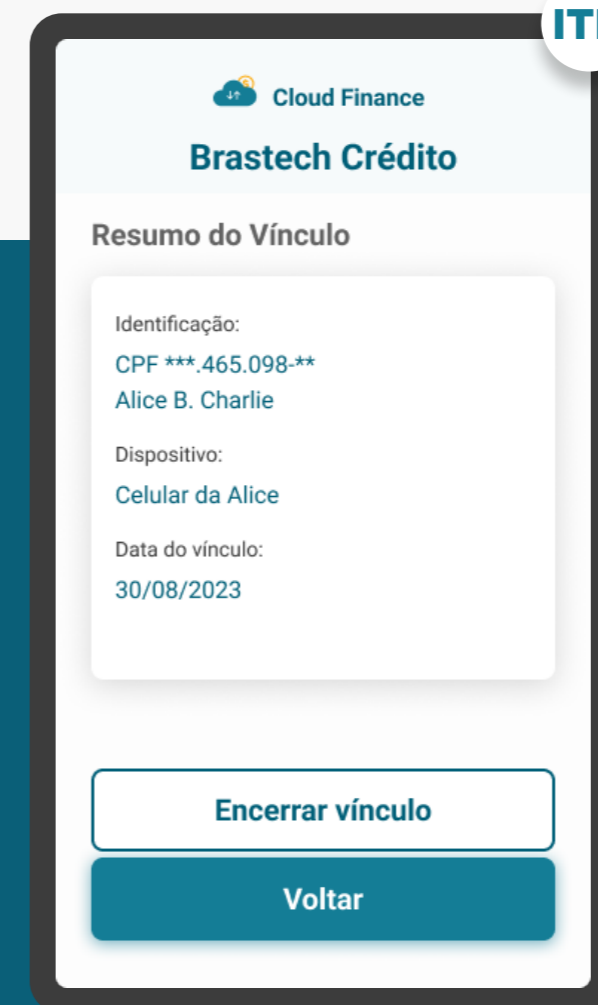 Cloud Finance
Brastech Crédito
Resumo do Vínculo
Identificação:
CPF ***.465.098-**
Alice B. Charlie
Dispositivo:
Celular da Alice
Data do vínculo:
30/08/2023
Encerrar vínculo
Voltar